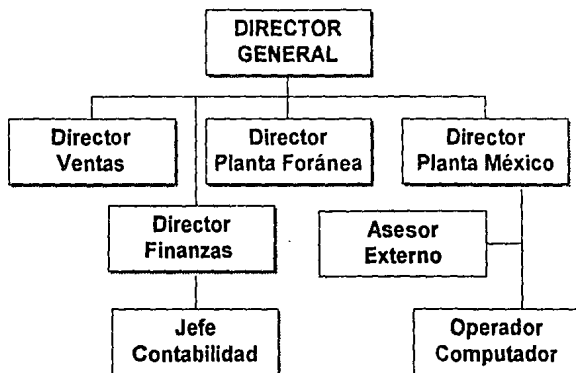 DIRECTOR
GENERAL
Director
Ventas
Director
Planta Foránea
Director
Planta México
Director
Finanzas
Asesor
Externo
Jefe
Contabilidad
Operador
Computador